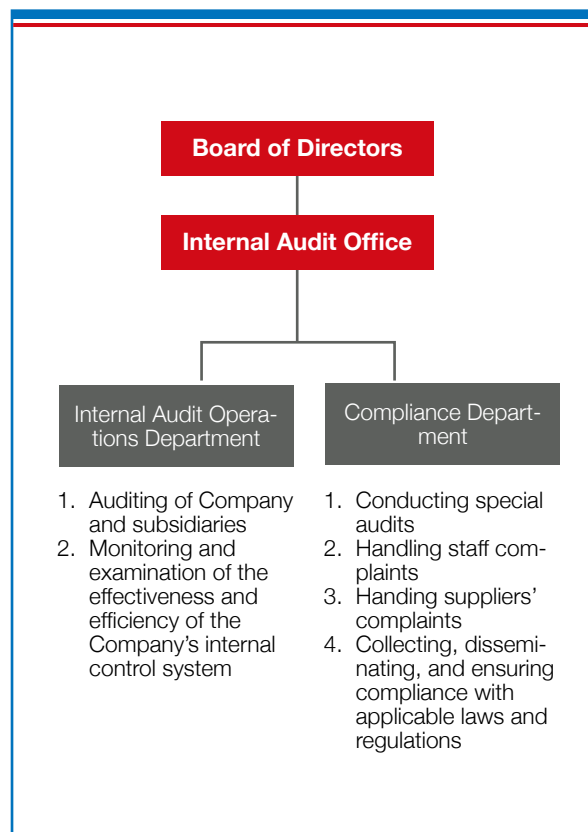 Board of Directors
Internal Audit Office
Internal Audit Opera-
tions Department
1. Auditing of Company
and subsidiaries
2. Monitoring and
examination of the
effectiveness and
efficiency of the
Company's internal
control system
Compliance Depart-
ment
1. Conducting special
audits
2. Handling staff com-
plaints
3. Handing suppliers'
complaints
4. Collecting, dissemi-
nating, and ensuring
compliance with
applicable laws and
regulations